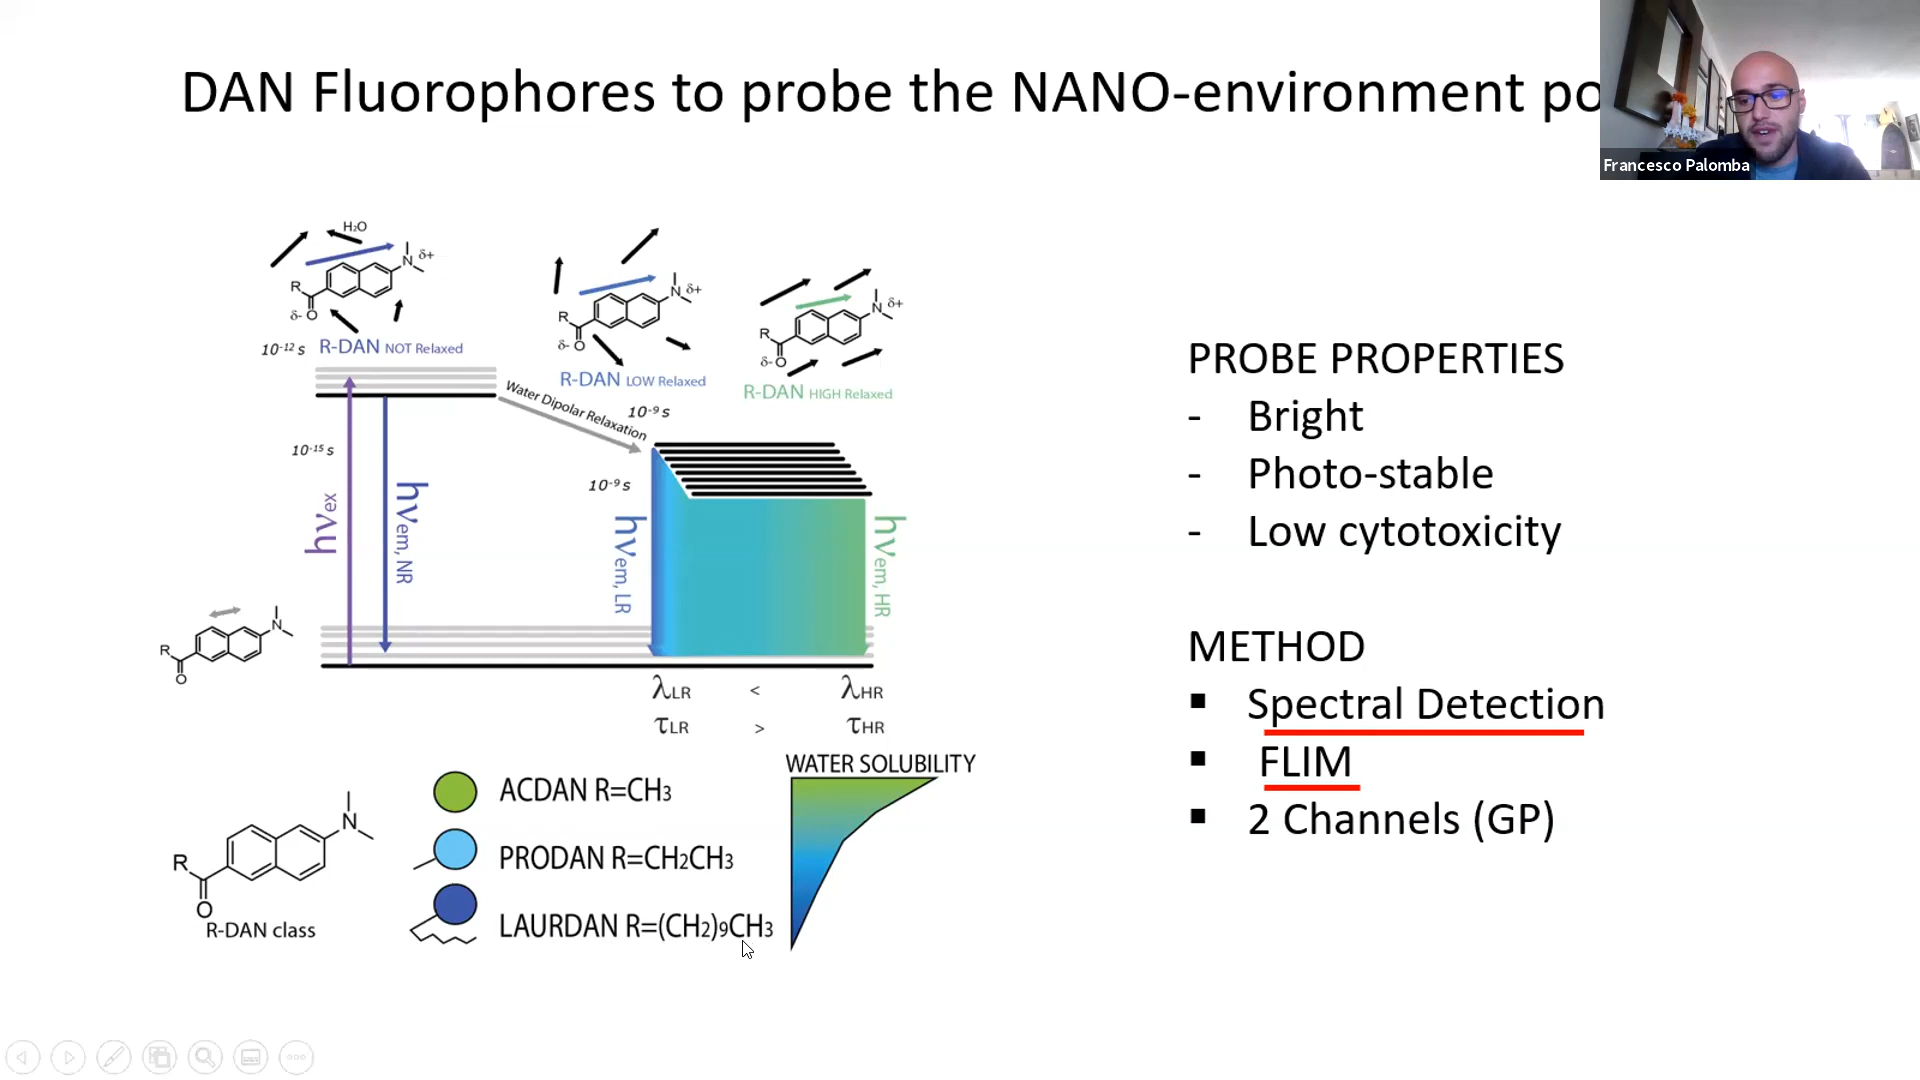 DAN Fluorophores to probe the NANO-environment po
Francesco Palomba
H2O
N δ+
R
δ- O
10-12 s R-DAN NOT Relaxed
N δ+
R
δ- O
R-DAN LOW Relaxed
N δ+
R
δ- O
R-DAN HIGH Relaxed
Water Dipolar Relaxation
10-9 s
10-15 s
10-9 s
hνex
hνem, NR
hνem, LR
hνem, HR
R
O
N
λLR < λHR
τLR > τHR
WATER SOLUBILITY
N
R
O
R-DAN class
ACDAN R=CH3
PRODAN R=CH2CH3
LAURDAN R=(CH2)9CH3
PROBE PROPERTIES
- Bright
- Photo-stable
- Low cytotoxicity
METHOD
▪ Spectral Detection
▪ FLIM
▪ 2 Channels (GP)